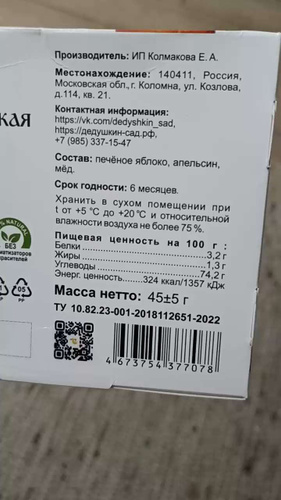 Производитель: ИП Колмакова Е. А.
Местонахождение: 140411, Россия,
Московская обл., г. Коломна, ул. Козлова,
д.114, кв. 21.
Контактная информация:
https://vk.com/dedyshkin_sad,
https://дедушкин-сад.рф,
+7 (985) 337-15-47
Состав: печёное яблоко, апельсин,
мёд.
Срок годности: 6 месяцев.
Хранить в сухом помещении при
t от +5 °С до +20 °С и относительной
влажности воздуха не более 75 %.
Пищевая ценность на 100 г:
Белки 3,2 г
Жиры 1,3 г
Углеводы 74,2 г
Энерг. ценность 324 ккал/1357 кДж
Масса нетто: 45±5 г
ТУ 10.82.23-001-2018112651-2022
4 673754 377078
БЕЗ
05
PP